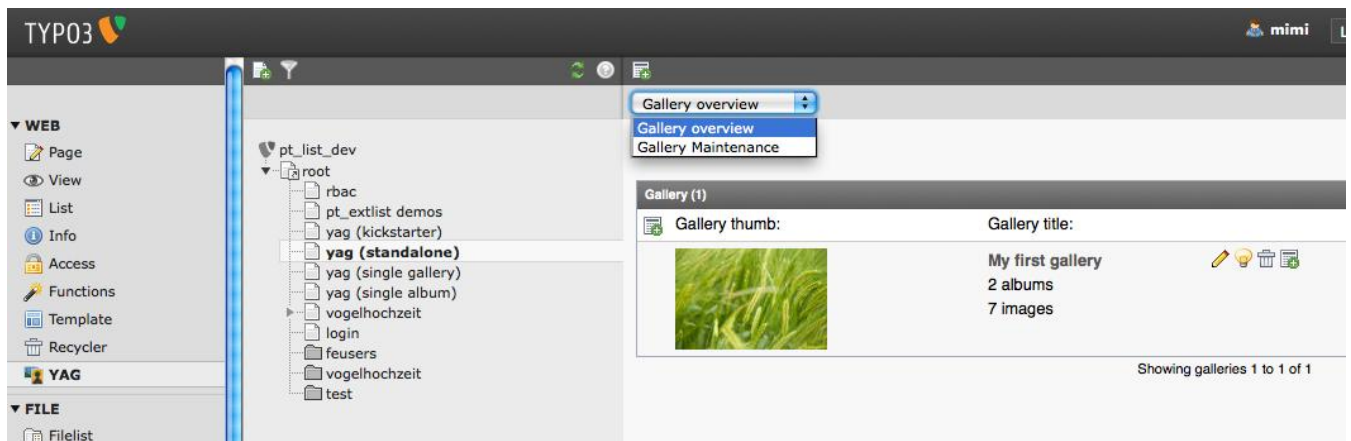 TYPO3
mimi
L
Gallery overview
Gallery overview
Gallery Maintenance
WEB
Page
View
List
Info
Access
Functions
Template
Recycler
YAG
FILE
Filelist
pt_list_dev
root
rbac
pt_extlist demos
yag (kickstarter)
yag (standalone)
yag (single gallery)
yag (single album)
vogelhochzeit
login
feusers
vogelhochzeit
test
Gallery (1)
Gallery thumb: Gallery title:
My first gallery
2 albums
7 images
Showing galleries 1 to 1 of 1